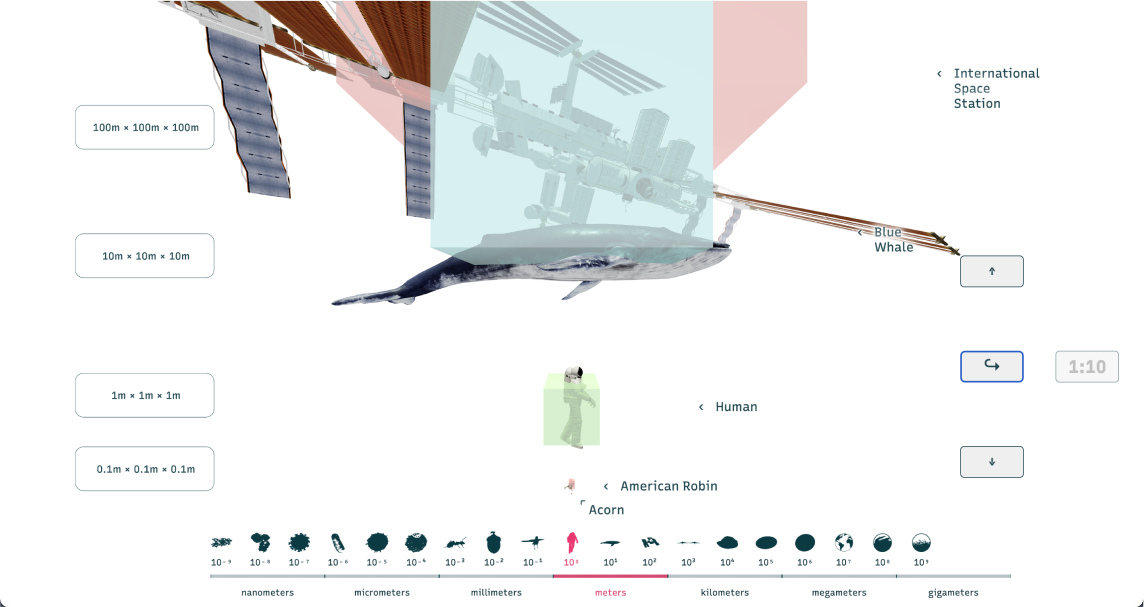 International
Space
Station
100m × 100m × 100m
Blue
Whale
10m × 10m × 10m
↑
↪ 1:10
1m × 1m × 1m
Human
0.1m × 0.1m × 0.1m
↓
American Robin
Acorn
10⁻⁹ 10⁻⁸ 10⁻⁷ 10⁻⁶ 10⁻⁵ 10⁻⁴ 10⁻³ 10⁻² 10⁻¹ 10⁰ 10¹ 10² 10³ 10⁴ 10⁵ 10⁶ 10⁷ 10⁸ 10⁹
nanometers micrometers millimeters meters kilometers megameters gigameters